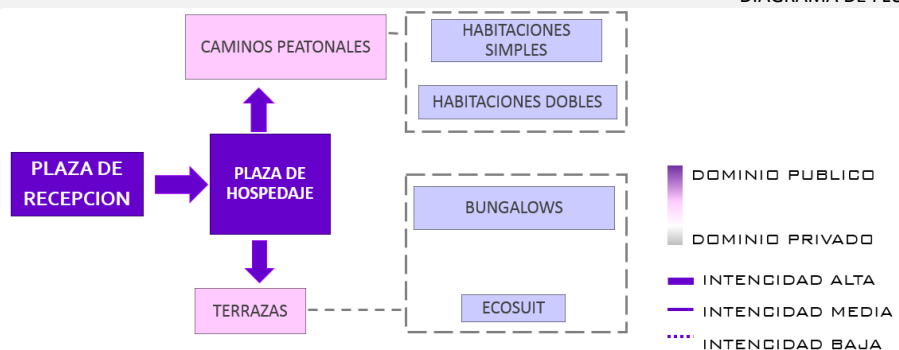 CAMINOS PEATONALES
HABITACIONES
SIMPLES
HABITACIONES DOBLES
PLAZA DE
RECEPCION
PLAZA DE
HOSPEDAJE
BUNGALOWS
TERRAZAS
ECOSUIT
DOMINIO PUBLICO
DOMINIO PRIVADO
INTENCIDAD ALTA
INTENCIDAD MEDIA
INTENCIDAD BAJA